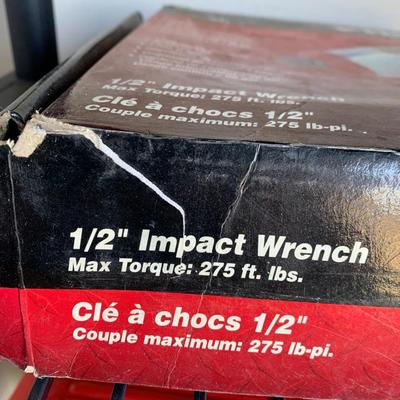 1/2" Impact Wrench
Max Torque: 275 ft. lbs.
Clé à chocs 1/2"
Couple maximum: 275 lb-pi.
1/2" Impact Wrench
Max Torque: 275 ft. lbs.
Clé à chocs 1/2"
Couple maximum: 275 lb-pi.